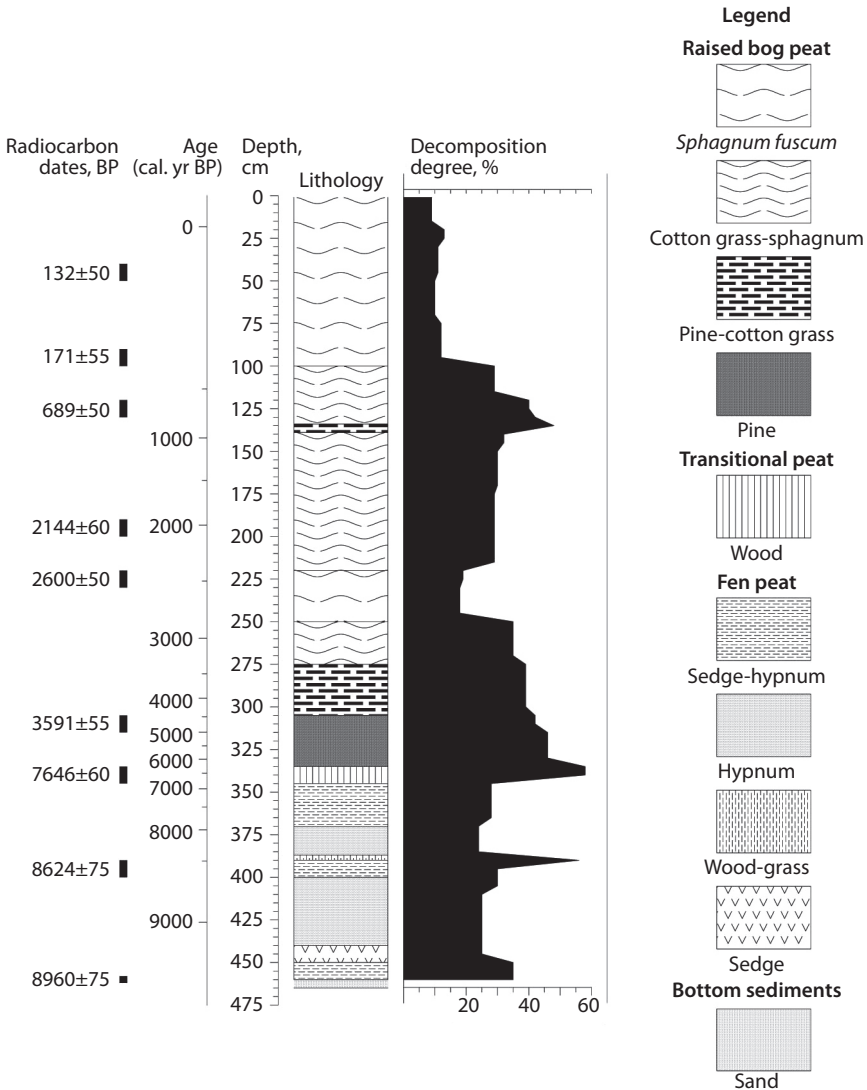 Legend
Raised bog peat
Sphagnum fuscum
Cotton grass-sphagnum
Pine-cotton grass
Pine
Transitional peat
Wood
Fen peat
Sedge-hypnum
Hypnum
Wood-grass
Sedge
Bottom sediments
Sand
Radiocarbon
dates, BP
132±50
171±55
689±50
2144±60
2600±50
3591±55
7646±60
8624±75
8960±75
Age
(cal. yr BP)
0
1000
2000
3000
4000
5000
6000
7000
8000
9000
Depth,
cm
0
25
50
75
100
125
150
175
200
225
250
275
300
325
350
375
400
425
450
475
Lithology
Decomposition
degree, %
20 40 60